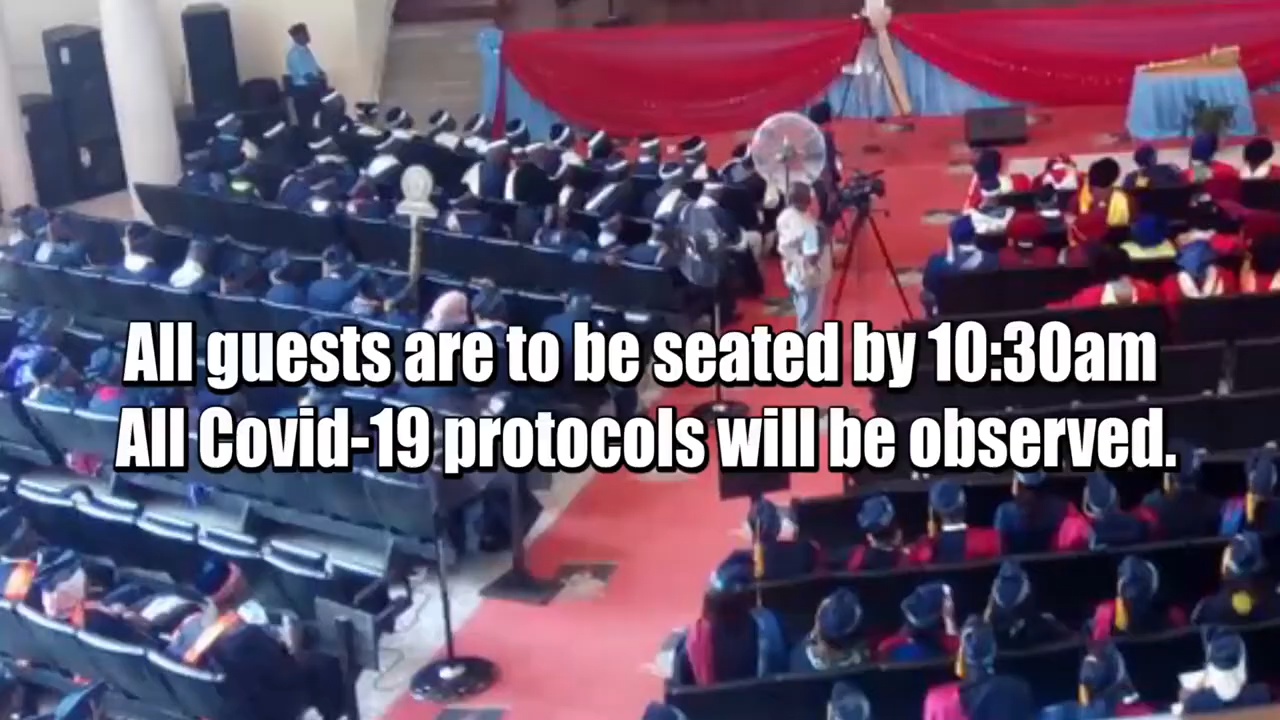 All guests are to be seated by 10:30am
All Covid-19 protocols will be observed.